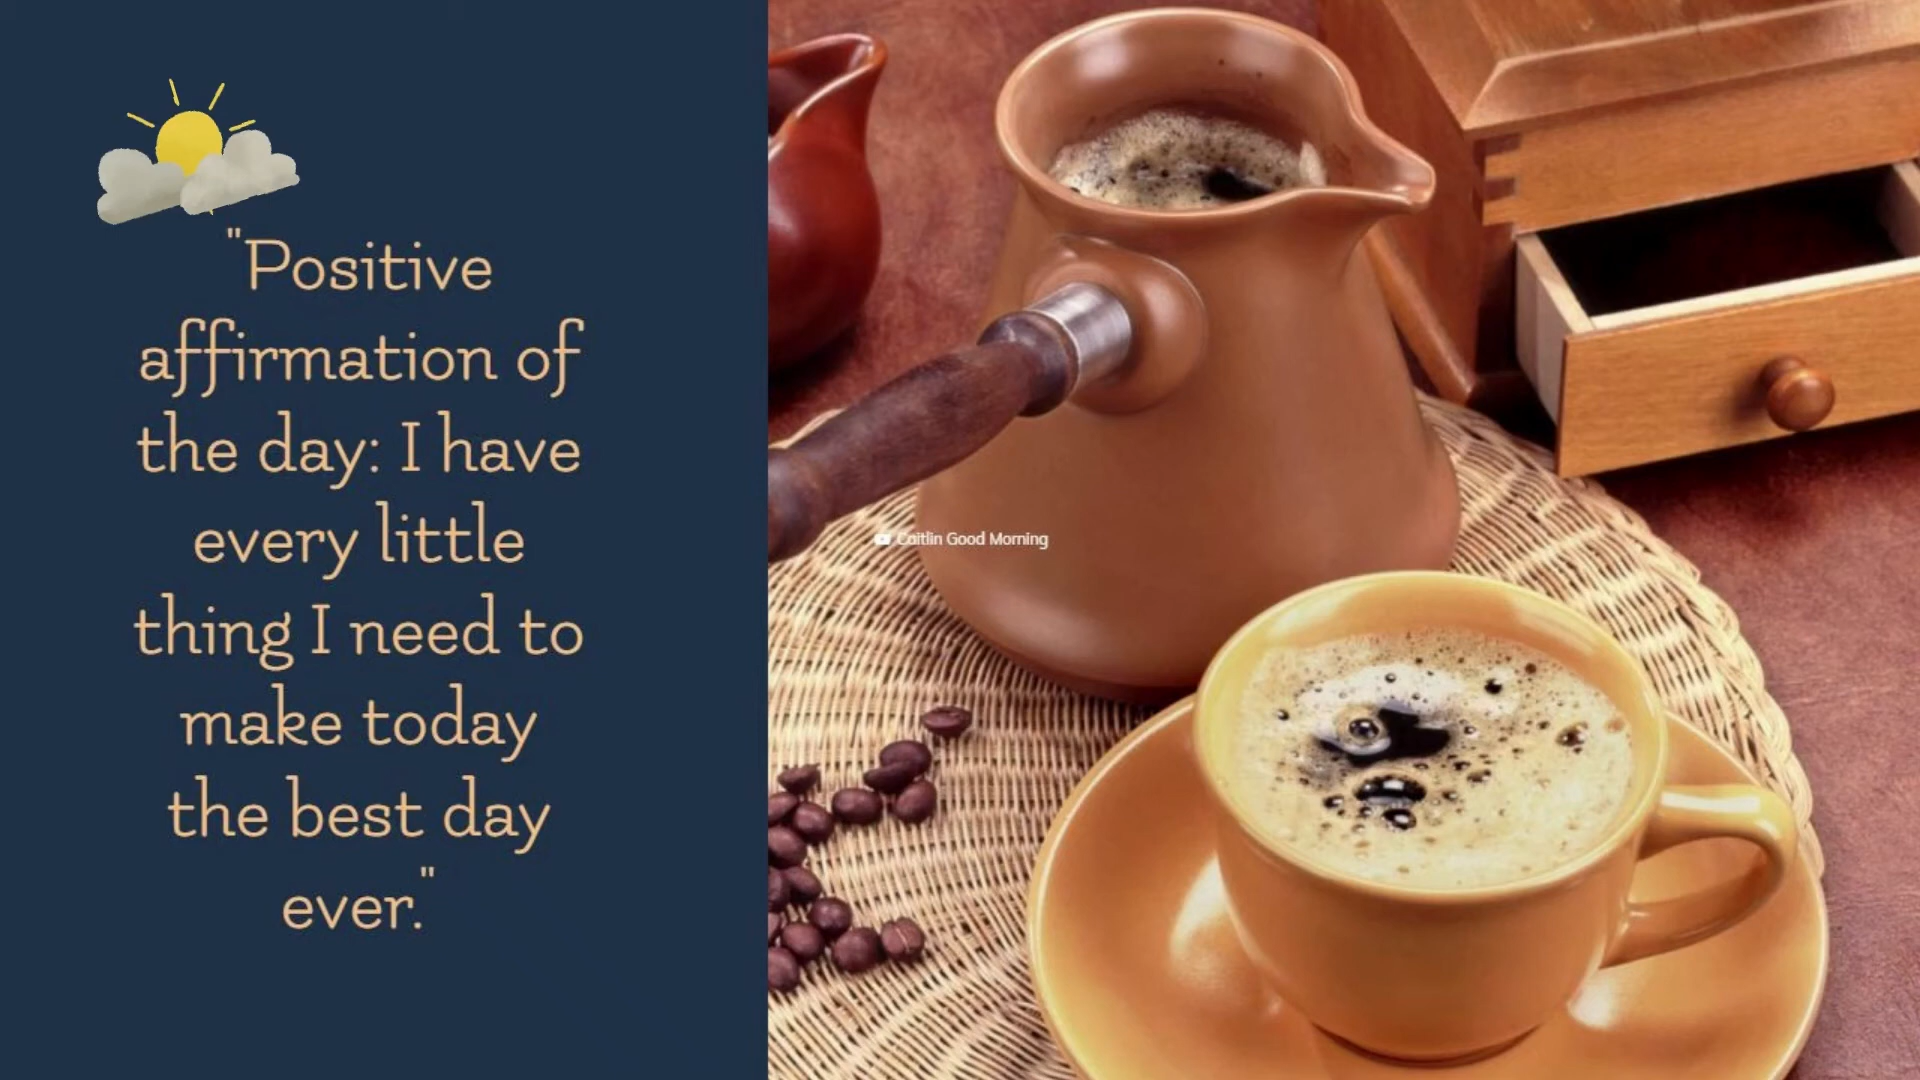 "Positive
affirmation of
the day: I have
every little
thing I need to
make today
the best day
ever."
Caitlin Good Morning